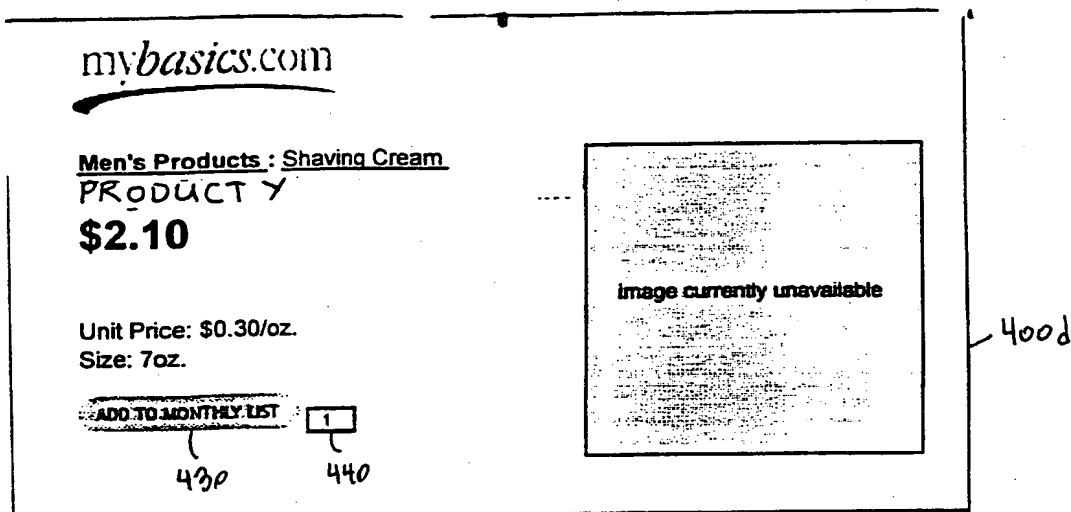 mybasics.com
Men's Products : Shaving Cream
PRODUCT Y
$2.10
image currently unavailable
Unit Price: $0.30/oz.
Size: 7oz.
400d
ADD TO MONTHLY LIST 1
430 440